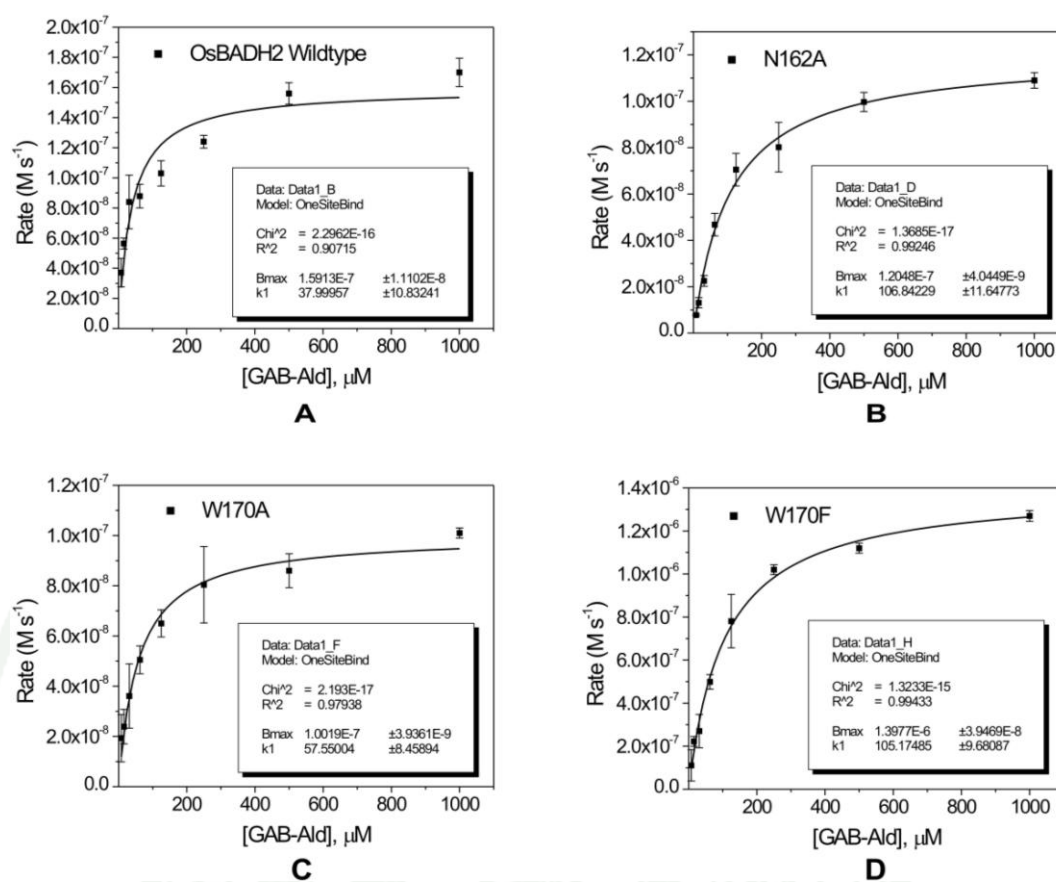 2.0x10⁻⁷
1.8x10⁻⁷
1.6x10⁻⁷
1.4x10⁻⁷
1.2x10⁻⁷
1.0x10⁻⁷
8.0x10⁻⁸
6.0x10⁻⁸
4.0x10⁻⁸
2.0x10⁻⁸
0.0
Rate (M s⁻¹)
OsBADH2 Wildtype
Data: Data1_B
Model: OneSiteBind
Chi^2 = 2.2962E-16
R^2 = 0.90715
Bmax 1.5913E-7 ±1.1102E-8
k1 37.99957 ±10.83241
200 400 600 800 1000
[GAB-Ald], μM
A
1.2x10⁻⁷
1.0x10⁻⁷
8.0x10⁻⁸
6.0x10⁻⁸
4.0x10⁻⁸
2.0x10⁻⁸
0.0
Rate (M s⁻¹)
N162A
Data: Data1_D
Model: OneSiteBind
Chi^2 = 1.3685E-17
R^2 = 0.99246
Bmax 1.2048E-7 ±4.0449E-9
k1 106.84229 ±11.64773
200 400 600 800 1000
[GAB-Ald], μM
B
1.2x10⁻⁷
1.0x10⁻⁷
8.0x10⁻⁸
6.0x10⁻⁸
4.0x10⁻⁸
2.0x10⁻⁸
0.0
Rate (M s⁻¹)
W170A
Data: Data1_F
Model: OneSiteBind
Chi^2 = 2.193E-17
R^2 = 0.97938
Bmax 1.0019E-7 ±3.9361E-9
k1 57.55004 ±8.45894
200 400 600 800 1000
[GAB-Ald], μM
C
1.4x10⁻⁶
1.2x10⁻⁶
1.0x10⁻⁶
8.0x10⁻⁷
6.0x10⁻⁷
4.0x10⁻⁷
2.0x10⁻⁷
0.0
Rate (M s⁻¹)
W170F
Data: Data1_H
Model: OneSiteBind
Chi^2 = 1.3233E-15
R^2 = 0.99433
Bmax 1.3977E-6 ±3.9469E-8
k1 105.17485 ±9.68087
200 400 600 800 1000
[GAB-Ald], μM
D